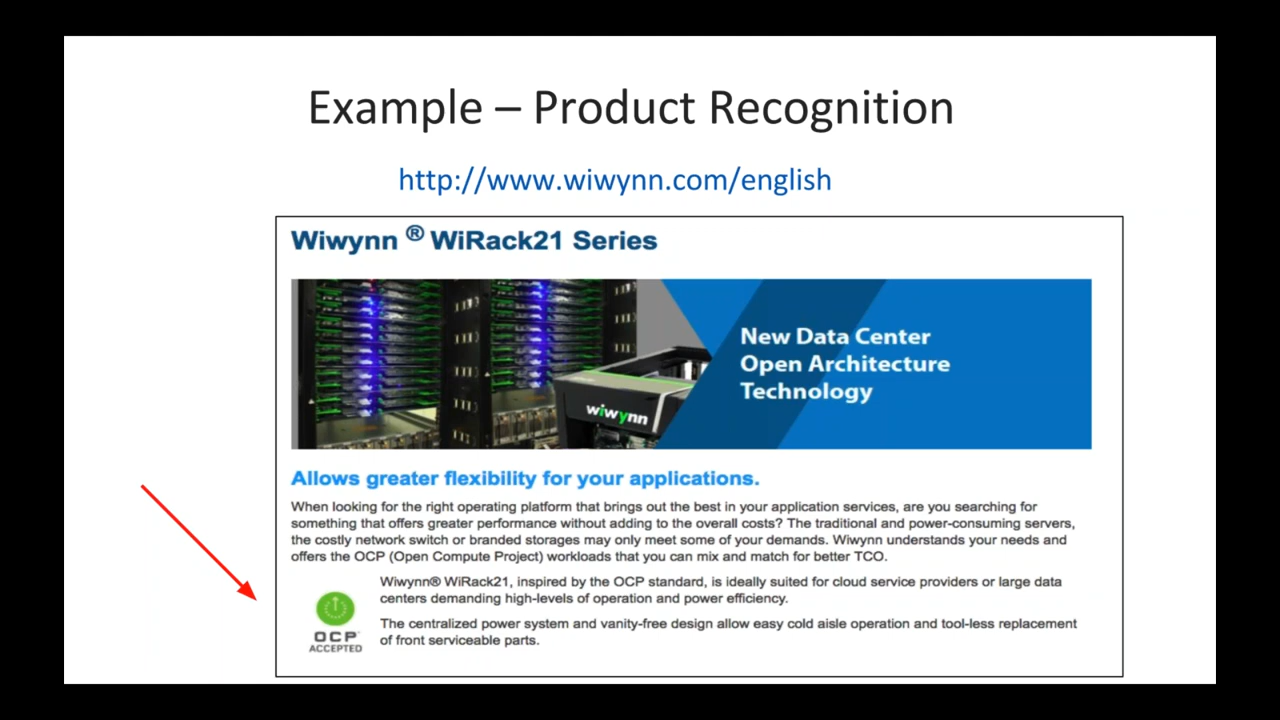 Example – Product Recognition
http://www.wiwynn.com/english
Wiwynn ® WiRack21 Series
New Data Center
Open Architecture
Technology
wiwynn
Allows greater flexibility for your applications.
When looking for the right operating platform that brings out the best in your application services, are you searching for
something that offers greater performance without adding to the overall costs? The traditional and power-consuming servers,
the costly network switch or branded storages may only meet some of your demands. Wiwynn understands your needs and
offers the OCP (Open Compute Project) workloads that you can mix and match for better TCO.
Wiwynn® WiRack21, inspired by the OCP standard, is ideally suited for cloud service providers or large data
centers demanding high-levels of operation and power efficiency.
The centralized power system and vanity-free design allow easy cold aisle operation and tool-less replacement
of front serviceable parts.
OCP
ACCEPTED